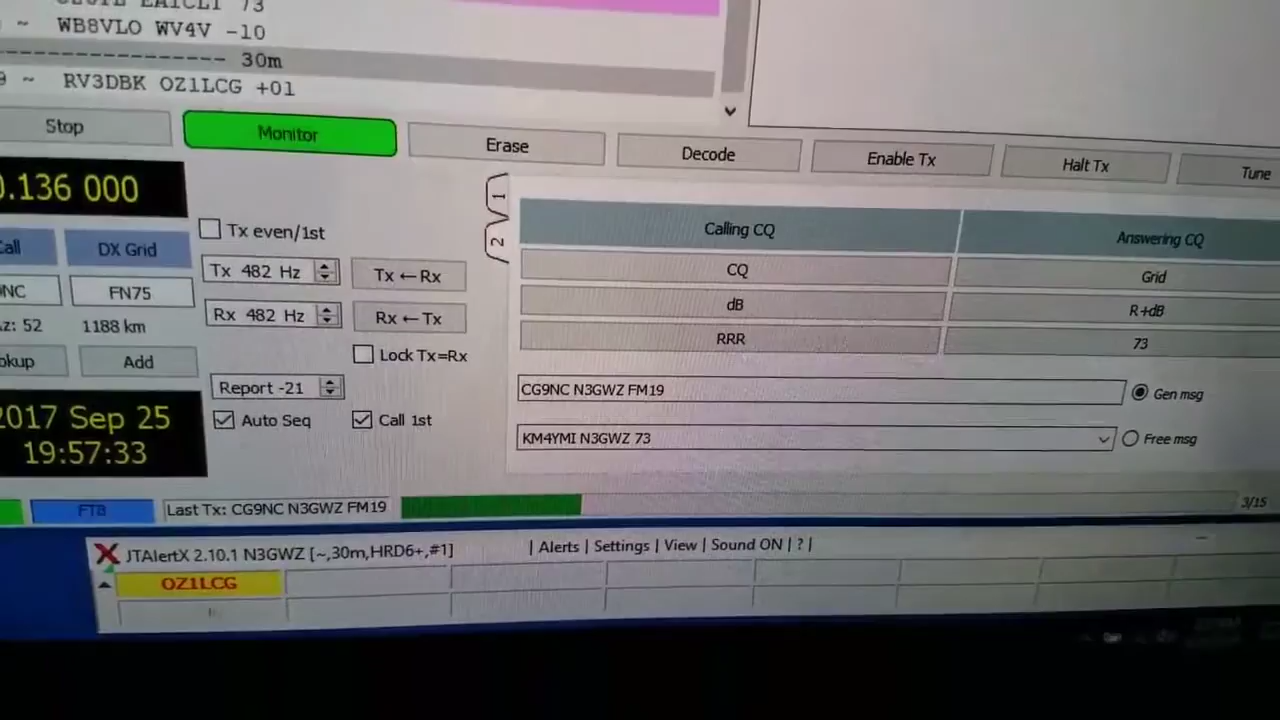 73
~ WB8VLO WV4V -10
------------------------ 30m
~ RV3DBK OZ1LCG +01
Stop
Monitor
Erase
Decode
Enable Tx
Halt Tx
Tune
.136 000
Tx even/1st
1
2
Calling CQ
Answering CQ
DX Grid
Tx 482 Hz
Tx ←Rx
CQ
Grid
NC
FN75
Rx 482 Hz
Rx ←Tx
dB
R+dB
z: 52
1188 km
RRR
73
okup
Add
Lock Tx=Rx
Report -21
CG9NC N3GWZ FM19
Gen msg
2017 Sep 25
19:57:33
Auto Seq
Call 1st
KM4YMI N3GWZ 73
Free msg
FT8
Last Tx: CG9NC N3GWZ FM19
3/15
JTAlertX 2.10.1 N3GWZ [~,30m,HRD6+,#1]
| Alerts | Settings | View | Sound ON | ? |
OZ1LCG